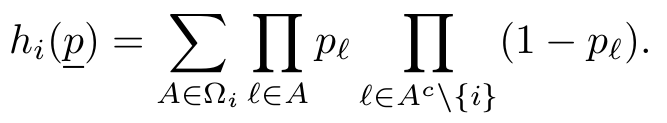 $h_i(\underline{p}) = \sum_{A \in \Omega_i} \prod_{\ell \in A} p_\ell \prod_{\ell \in A^c \setminus \{i\}} (1 - p_\ell).$